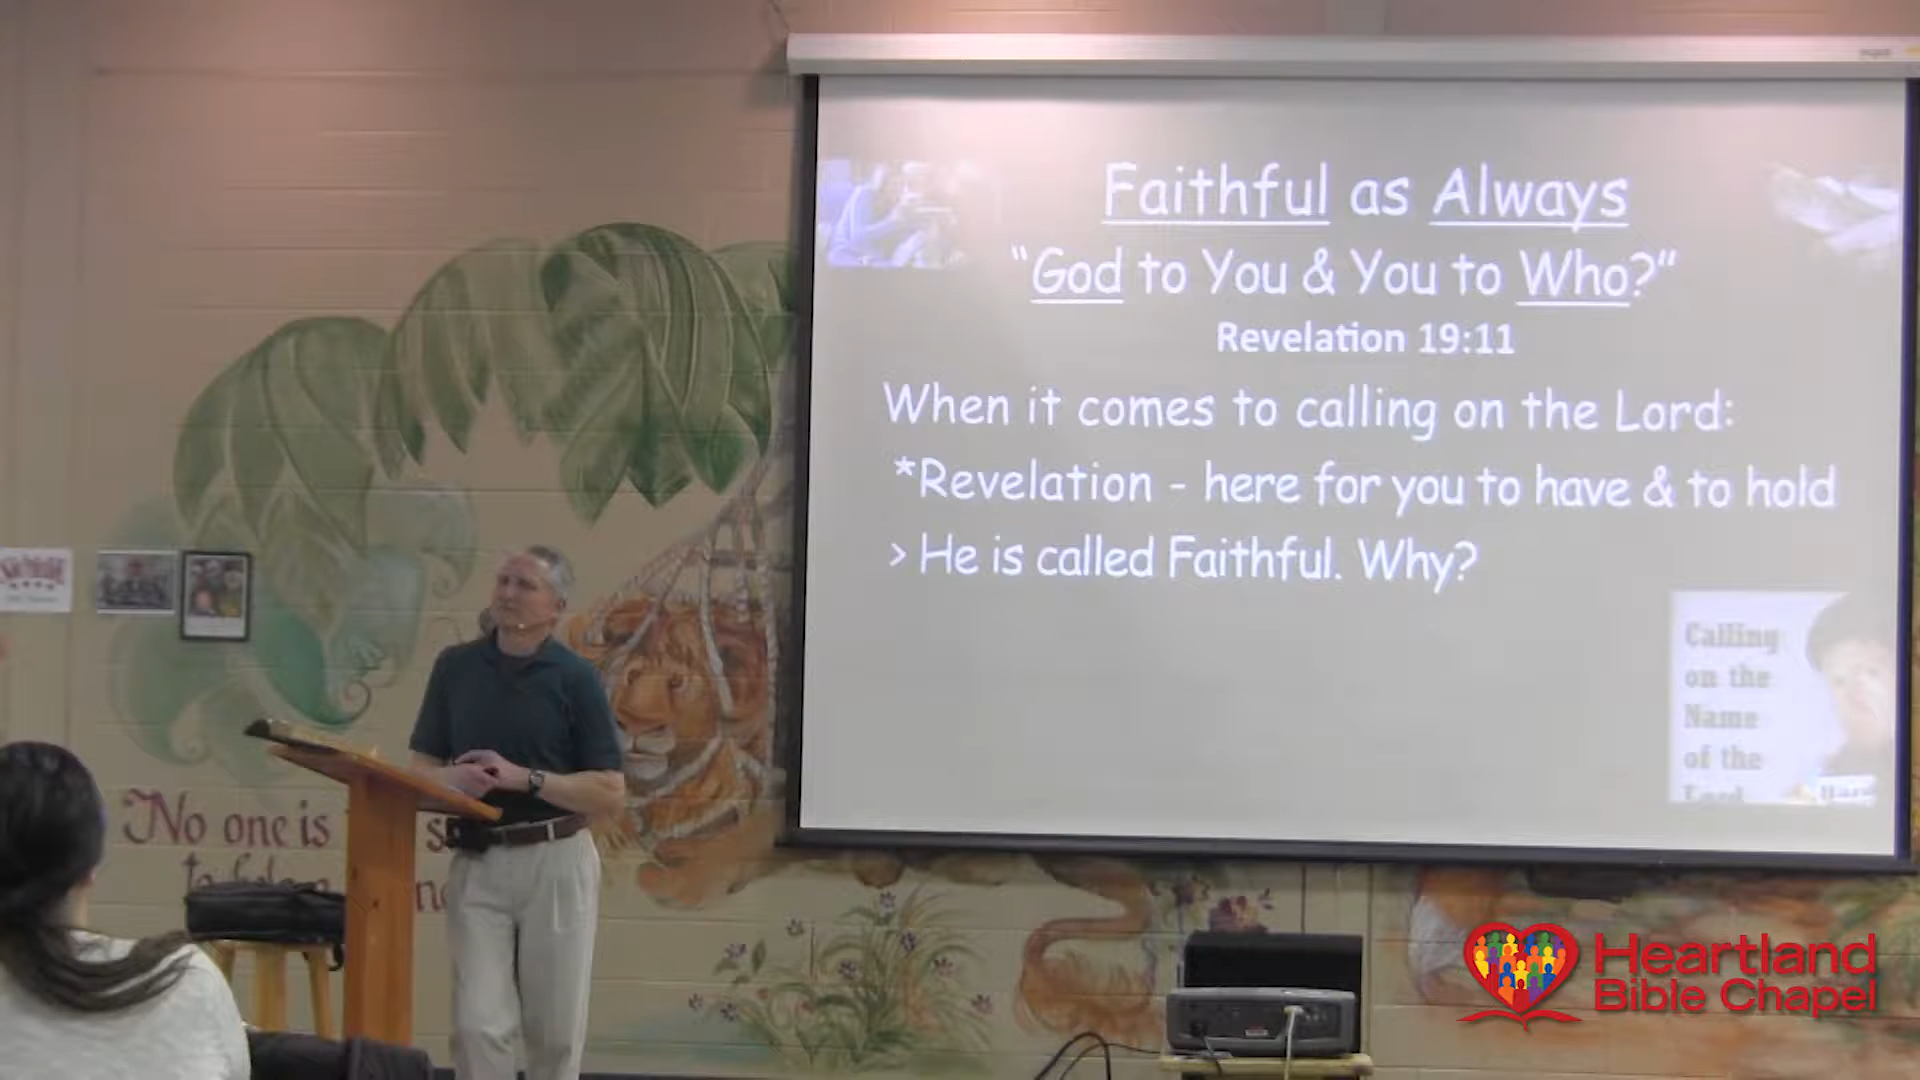 Faithful as Always
"God to You & You to Who?"
Revelation 19:11
When it comes to calling on the Lord:
*Revelation - here for you to have & to hold
> He is called Faithful. Why?
Calling
on the
Name
of the
Lord
"No one is
Heartland
Bible Chapel